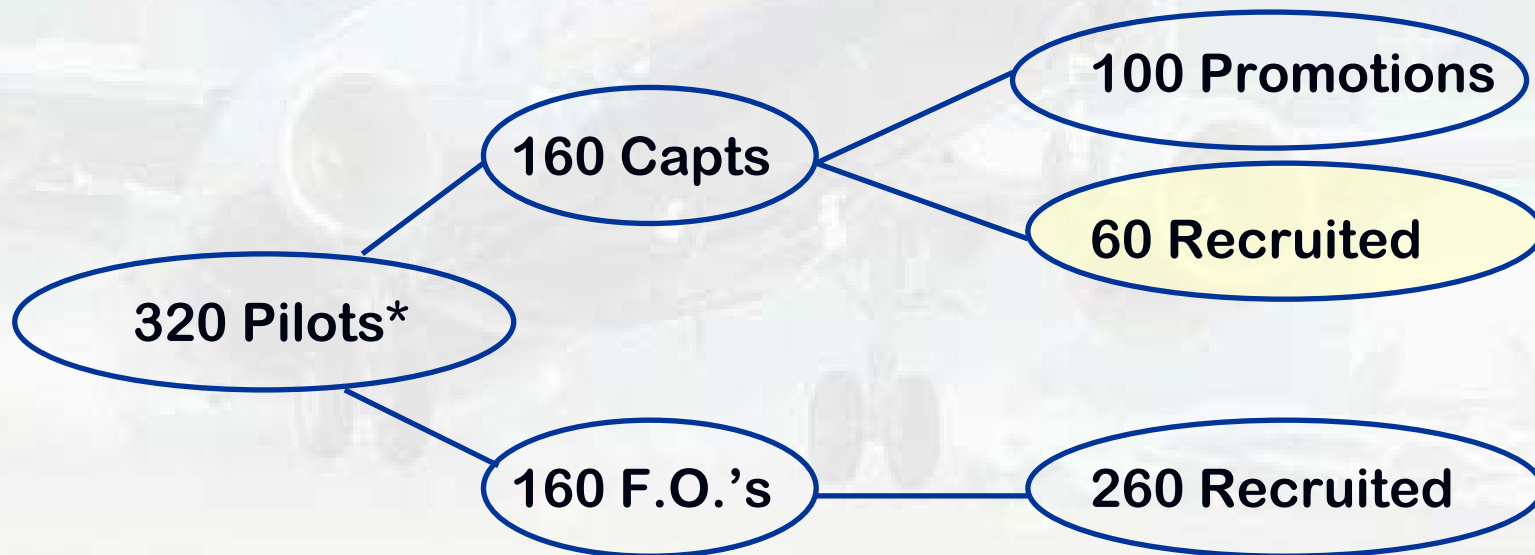 100 Promotions
160 Capts
60 Recruited
320 Pilots*
160 F.O.’s
260 Recruited